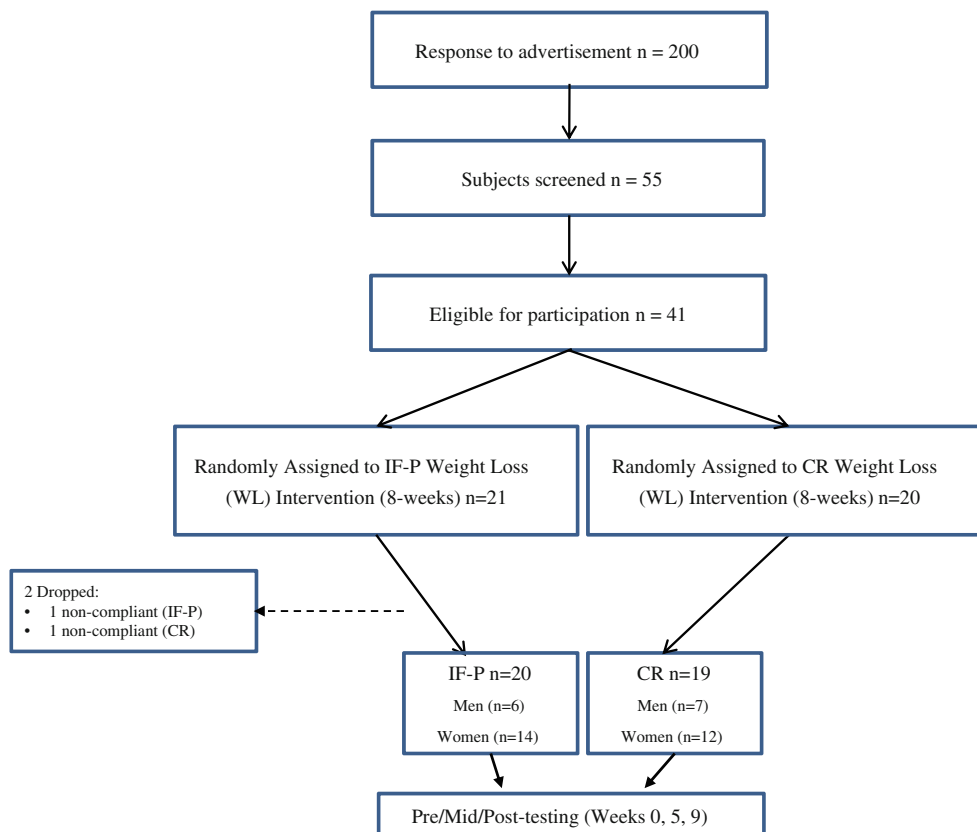 Response to advertisement n = 200
Subjects screened n = 55
Eligible for participation n = 41
Randomly Assigned to IF-P Weight Loss
(WL) Intervention (8-weeks) n=21
Randomly Assigned to CR Weight Loss
(WL) Intervention (8-weeks) n=20
2 Dropped:
• 1 non-compliant (IF-P)
• 1 non-compliant (CR)
IF-P n=20
Men (n=6)
Women (n=14)
CR n=19
Men (n=7)
Women (n=12)
Pre/Mid/Post-testing (Weeks 0, 5, 9)